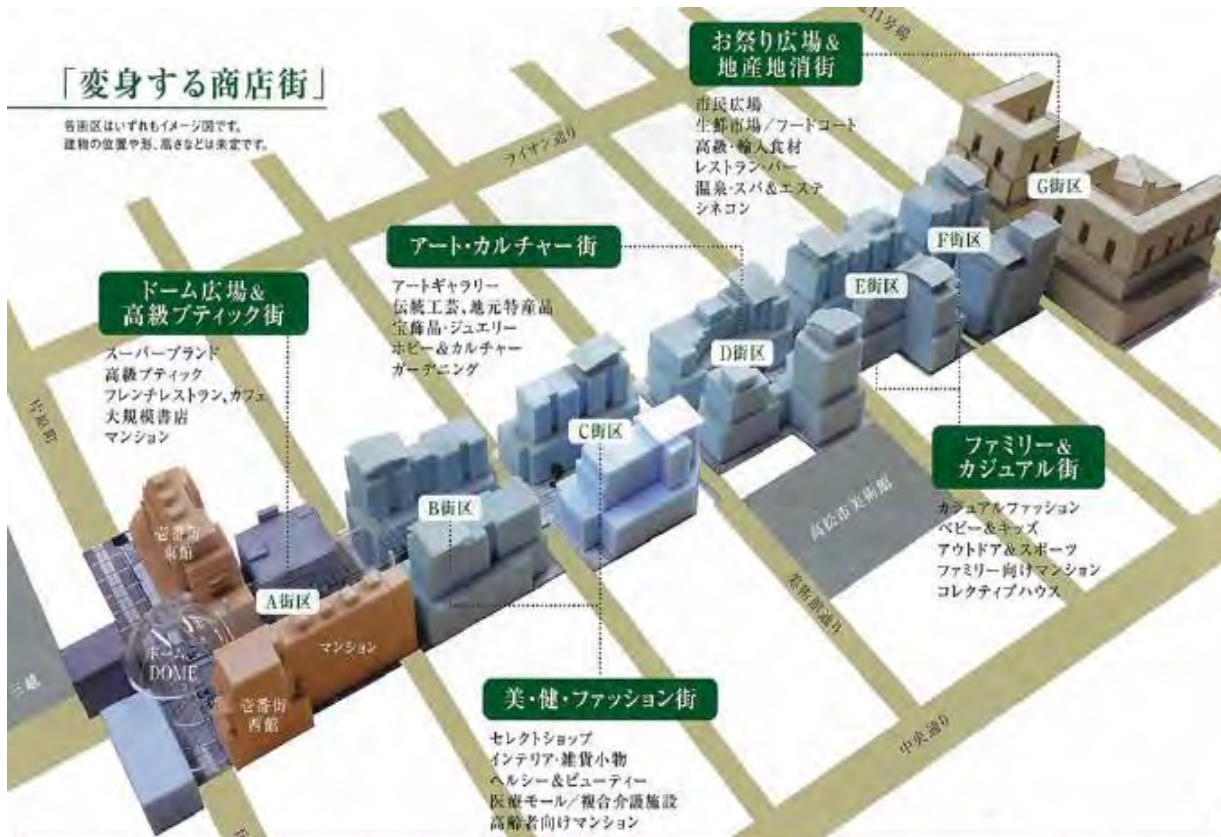 「変身する商店街」
各街区はいずれもイメージ図です。
建物の位置や形、高さなどは未定です。
お祭り広場&
地産地消街
市民広場
生鮮市場/フードコート
高級・輸入食材
レストラン・バー
温泉・スパ&エステ
シネコン
アート・カルチャー街
アートギャラリー
伝統工芸、地元特産品
宝飾品・ジュエリー
ホビー&カルチャー
ガーデニング
ドーム広場&
高級ブティック街
スーパーブランド
高級ブティック
フレンチレストラン、カフェ
大規模書店
マンション
ファミリー&
カジュアル街
カジュアルファッション
ベビー&キッズ
アウトドア&スポーツ
ファミリー向けマンション
コレクティブハウス
美・健・ファッション街
セレクトショップ
インテリア・雑貨小物
ヘルシー&ビューティー
医療モール/複合介護施設
高齢者向けマンション
A街区
B街区
C街区
D街区
E街区
F街区
G街区
壱番街
東館
壱番街
西館
マンション
ドーム
DOME
三越
片原町
ライオン通り
美術館通り
中央通り
高松市美術館